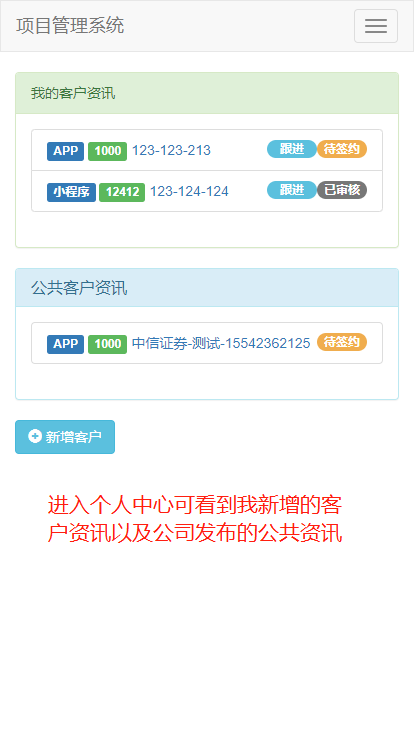 项目管理系统
我的客户资讯
APP 1000 123-123-213 跟进 待签约
小程序 12412 123-124-124 跟进 已审核
公共客户资讯
APP 1000 中信证券-测试-15542362125 待签约
新增客户
进入个人中心可看到我新增的客
户资讯以及公司发布的公共资讯